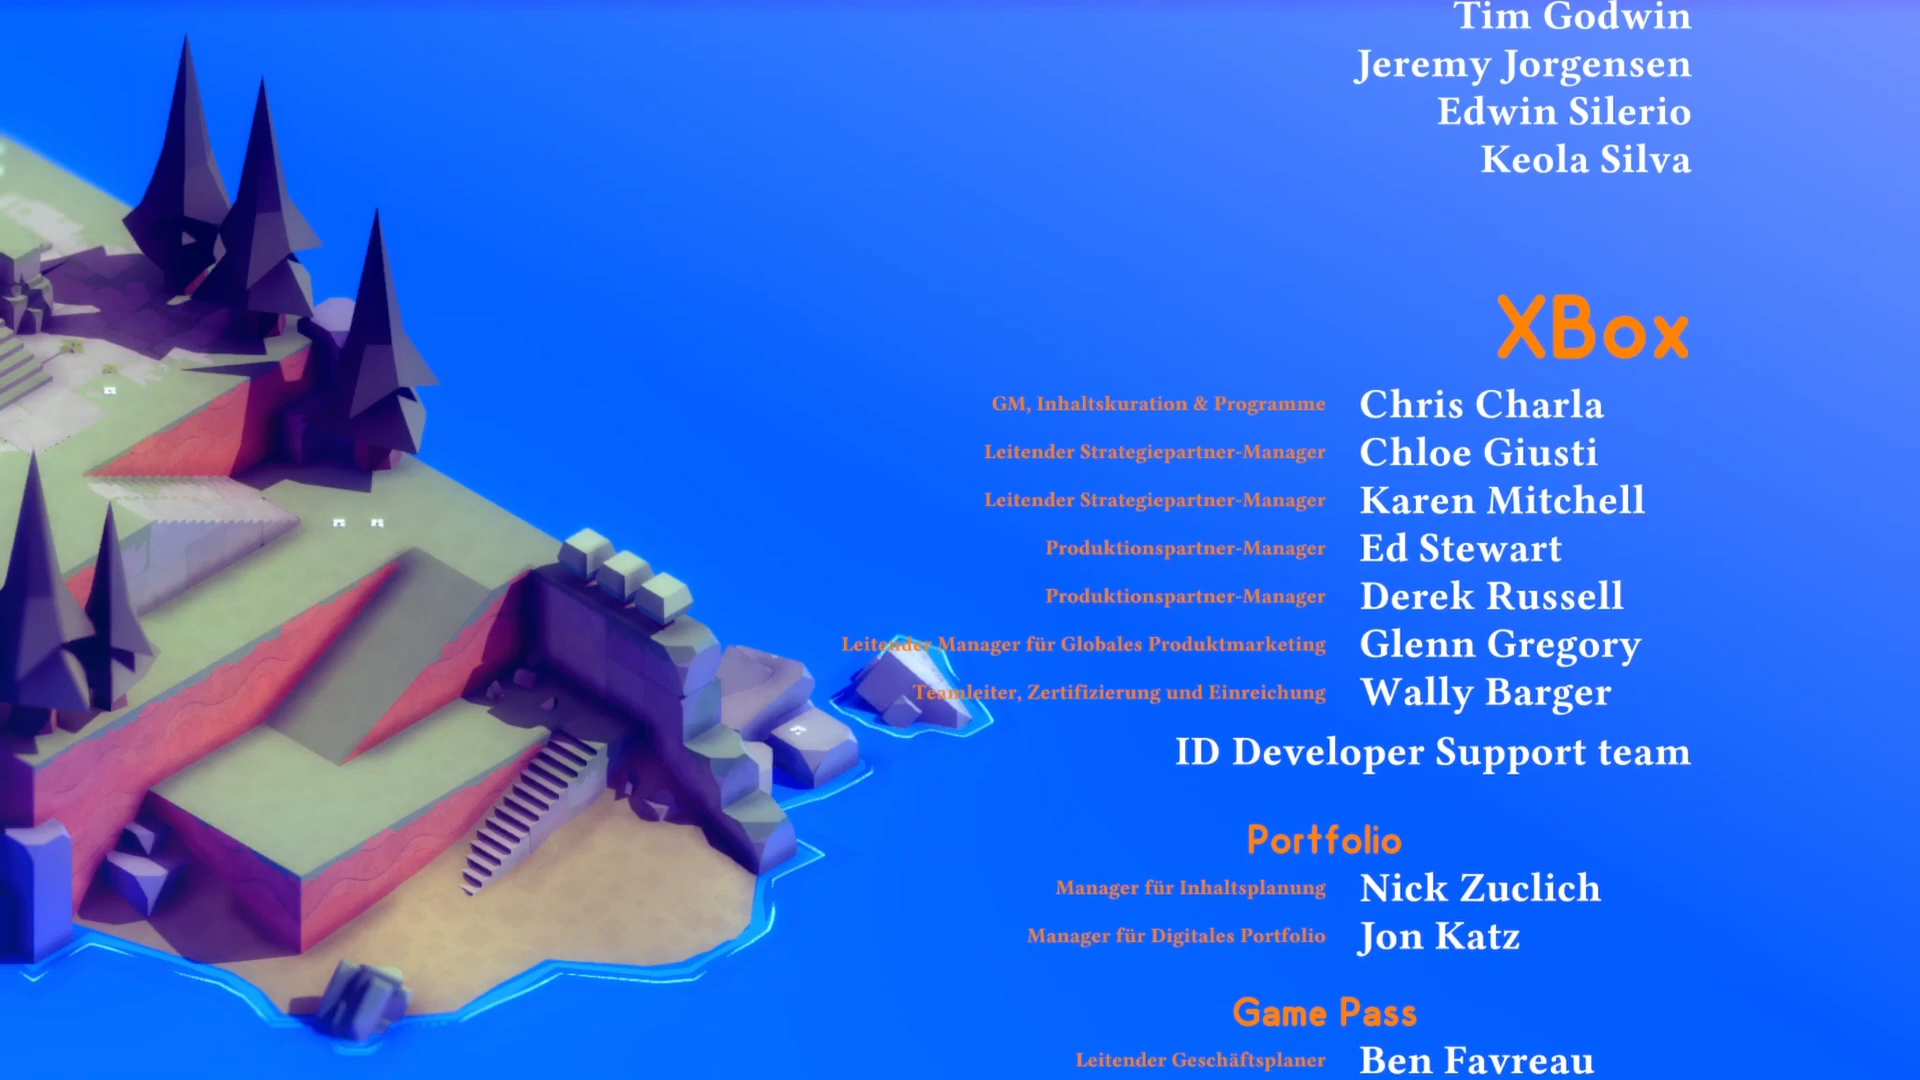 Tim Godwin
Jeremy Jorgensen
Edwin Silerio
Keola Silva
XBox
GM, Inhaltskuration & Programme Chris Charla
Leitender Strategiepartner-Manager Chloe Giusti
Leitender Strategiepartner-Manager Karen Mitchell
Produktionspartner-Manager Ed Stewart
Produktionspartner-Manager Derek Russell
Leitender Manager für Globales Produktmarketing Glenn Gregory
Teamleiter, Zertifizierung und Einreichung Wally Barger
ID Developer Support team
Portfolio
Manager für Inhaltsplanung Nick Zuclich
Manager für Digitales Portfolio Jon Katz
Game Pass
Leitender Geschäftsplaner Ben Favreau